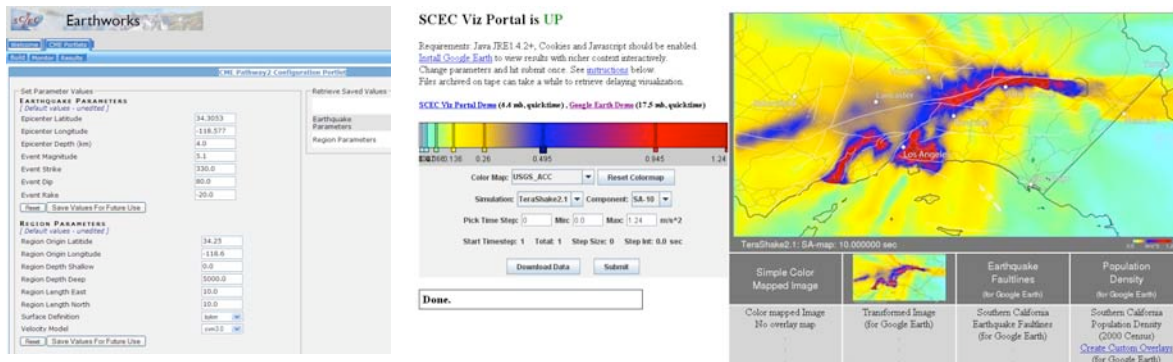 Earthworks
Welcome CME Portlets
Build Monitor Results
CME Pathway2 Configuration Portlet
Set Parameter Values
EARTHQUAKE PARAMETERS
[ Default values - unedited ]
Epicenter Latitude 34.3053
Epicenter Longitude -118.577
Epicenter Depth (km) 4.0
Event Magnitude 5.1
Event Strike 330.0
Event Dip 80.0
Event Rake -20.0
Reset Save Values For Future Use
REGION PARAMETERS
[ Default values - unedited ]
Region Origin Latitude 34.25
Region Origin Longitude -118.6
Region Depth Shallow 0.0
Region Depth Deep 5000.0
Region Length East 10.0
Region Length North 10.0
Surface Definition
Velocity Model
Reset Save Values For Future Use
Retrieve Saved Values
Earthquake
Parameters
Region Parameters
SCEC Viz Portal is UP
Requirements: Java JRE1.4.2+, Cookies and Javascript should be enabled.
Install Google Earth to view results with richer context interactively.
Change parameters and hit submit once. See instructions below.
Files archived on tape can take a while to retrieve delaying visualization.
SCEC Viz Portal Demo (4.4 mb, quicktime) , Google Earth Demo (17.5 mb, quicktime)
0.136 0.26 0.495 0.945 1.24
Color Map: USGS_ACC Reset Colormap
Simulation: TeraShake2.1 Component: SA-10
Pick Time Step: 0 Min: 0.0 Max: 1.24 m/s^2
Start Timestep: 1 Total: 1 Step Size: 0 Step Int: 0.0 sec
Download Data Submit
Done.
Lancaster
Los Angeles
TeraShake2.1: SA-map: 10.000000 sec
Simple Color
Mapped Image
Earthquake
Faultlines
(for Google Earth)
Population
Density
(for Google Earth)
Color mapped Image
No overlay map
Transformed Image
(for Google Earth)
Southern California
Earthquake Faultlines
(for Google Earth)
Southern California
Population Density
(2000 Census)
Create Custom Overlays
(for Google Earth)